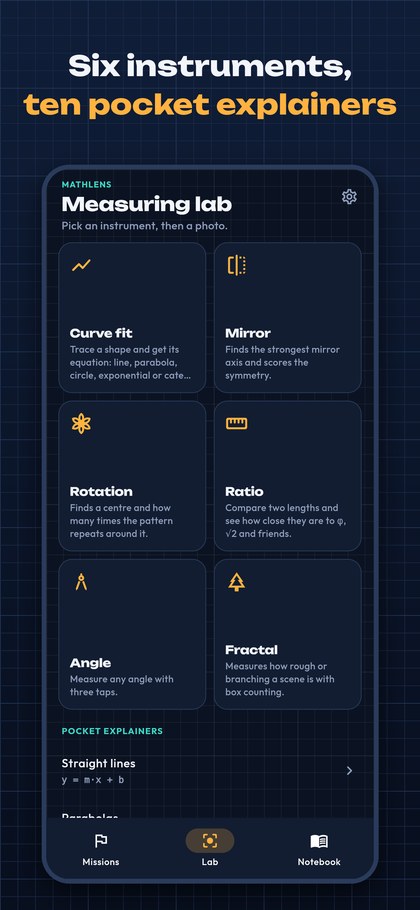 Six instruments,
ten pocket explainers
MATHLENS
Measuring lab
Pick an instrument, then a photo.
Curve fit
Trace a shape and get its
equation: line, parabola,
circle, exponential or cate…
Mirror
Finds the strongest mirror
axis and scores the
symmetry.
Rotation
Finds a centre and how
many times the pattern
repeats around it.
Ratio
Compare two lengths and
see how close they are to φ,
√2 and friends.
Angle
Measure any angle with
three taps.
Fractal
Measures how rough or
branching a scene is with
box counting.
POCKET EXPLAINERS
Straight lines
y = m·x + b
Missions
Lab
Notebook